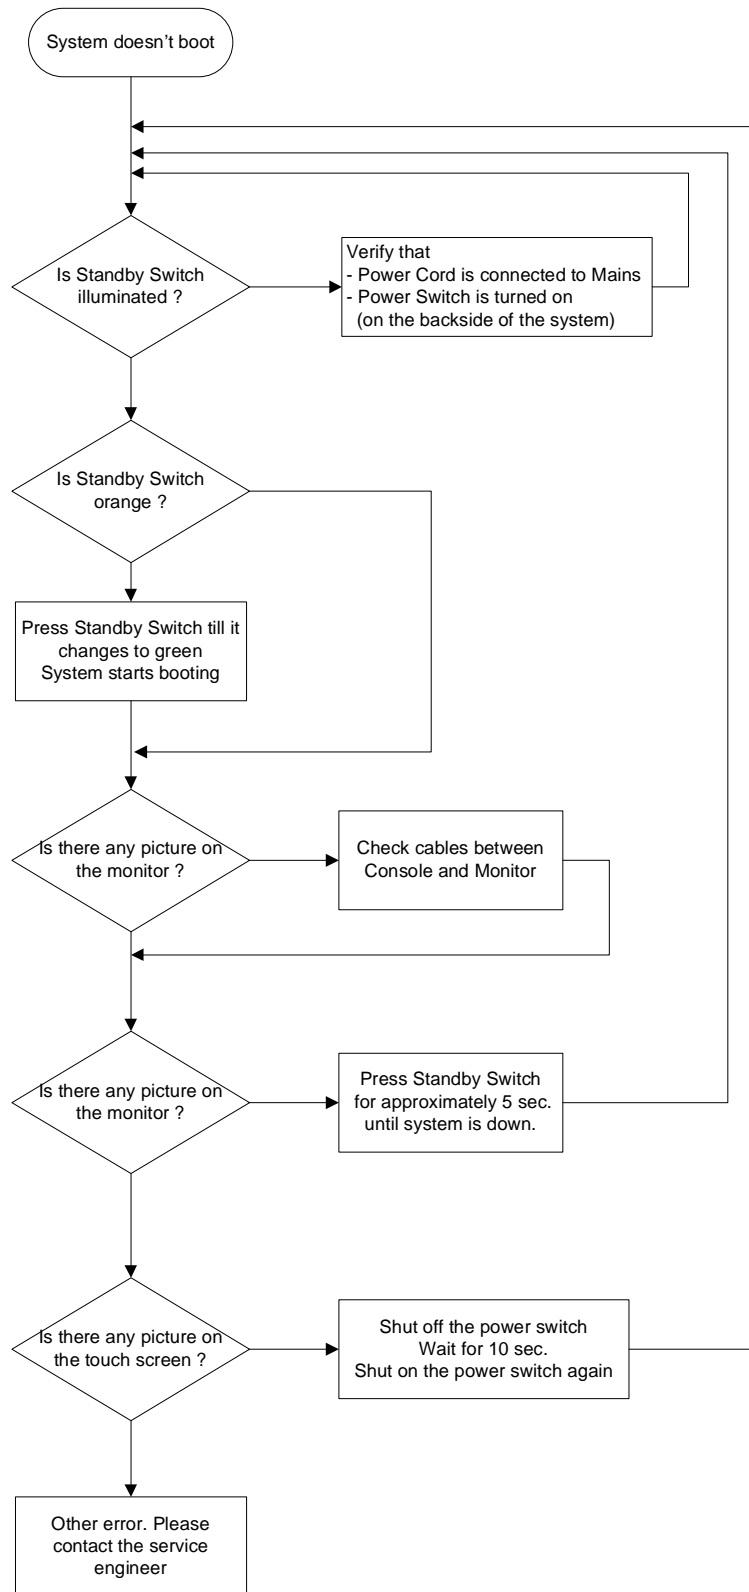 System doesn't boot
Is Standby Switch
illuminated ?
Verify that
- Power Cord is connected to Mains
- Power Switch is turned on
(on the backside of the system)
Is Standby Switch
orange ?
Press Standby Switch till it
changes to green
System starts booting
Is there any picture on
the monitor ?
Check cables between
Console and Monitor
Is there any picture on
the monitor ?
Press Standby Switch
for approximately 5 sec.
until system is down.
Is there any picture on
the touch screen ?
Shut off the power switch
Wait for 10 sec.
Shut on the power switch again
Other error. Please
contact the service
engineer